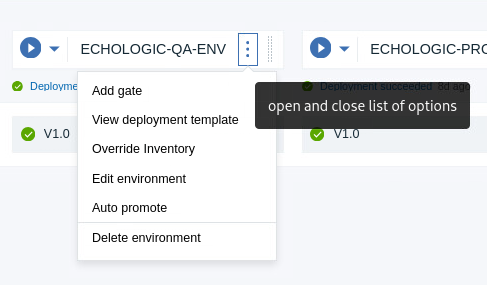 ECHOLOGIC-QA-ENV
ECHOLOGIC-PRO
Deployme
Deployment succeeded 8d ago
open and close list of options
V1.0
V1.0
Add gate
View deployment template
Override Inventory
Edit environment
Auto promote
Delete environment